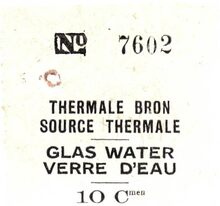 No 7602
THERMALE BRON
SOURCE THERMALE
GLAS WATER
VERRE D'EAU
10 Cmen